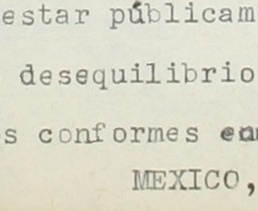 estar públicam
desequilibrio
s conformes en
MEXICO,